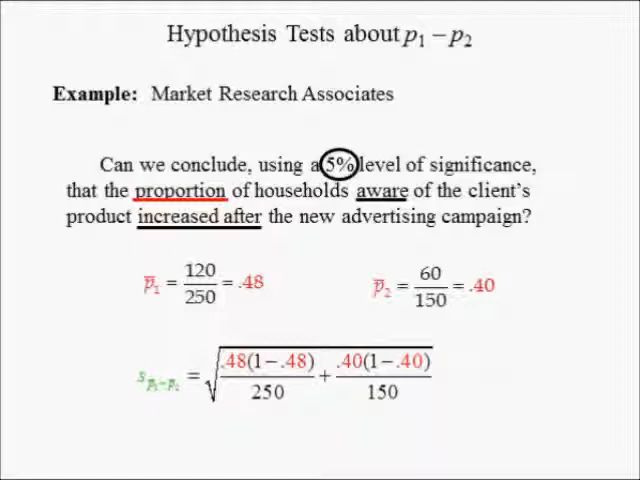 Hypothesis Tests about p₁ – p₂
Example: Market Research Associates
Can we conclude, using a 5% level of significance,
that the proportion of households aware of the client's
product increased after the new advertising campaign?
p̅₁ = 120/250 = .48 p̅₂ = 60/150 = .40
s p̅₁–p̅₂ = √ .48(1 – .48)/250 + .40(1 – .40)/150